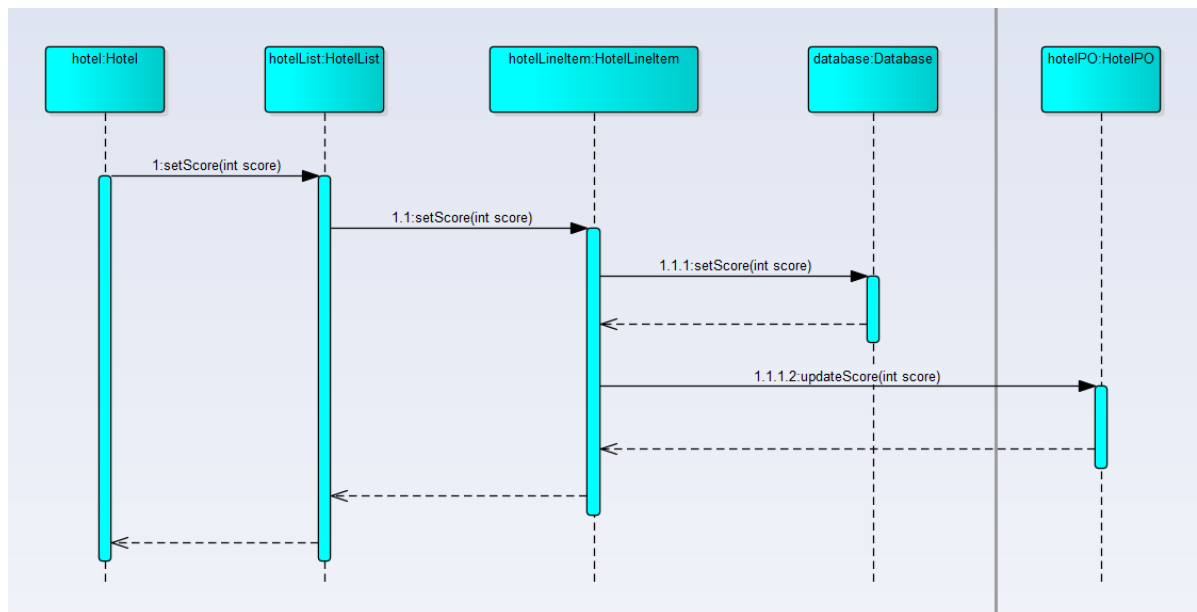 hotel:Hotel
hotelList:HotelList
hotelLineItem:HotelLineItem
database:Database
hotelPO:HotelPO
1:setScore(int score)
1.1:setScore(int score)
1.1.1:setScore(int score)
1.1.1.2:updateScore(int score)